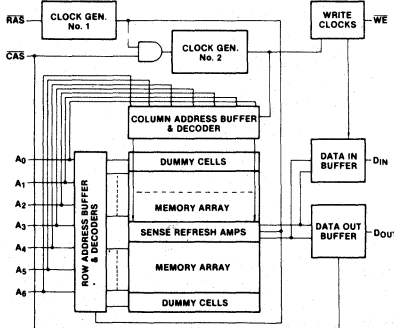 RAS
CLOCK GEN.
No. 1
WRITE
CLOCKS
WE
CAS
CLOCK GEN.
No. 2
COLUMN ADDRESS BUFFER
& DECODER
A0
A1
A2
A3
A4
A5
A6
ROW ADDRESS BUFFER
& DECODERS
DUMMY CELLS
MEMORY ARRAY
SENSE REFRESH AMPS
MEMORY ARRAY
DUMMY CELLS
DATA IN
BUFFER
DIN
DATA OUT
BUFFER
DOUT